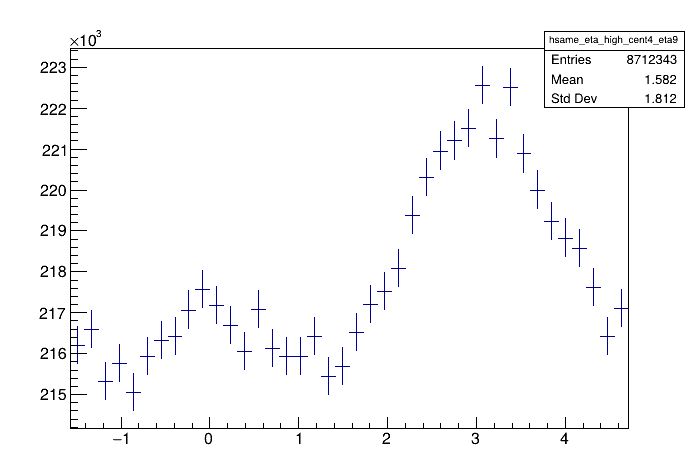 ×10³
hsame_eta_high_cent4_eta9
Entries 8712343
Mean 1.582
Std Dev 1.812
223
222
221
220
219
218
217
216
215
−1 0 1 2 3 4